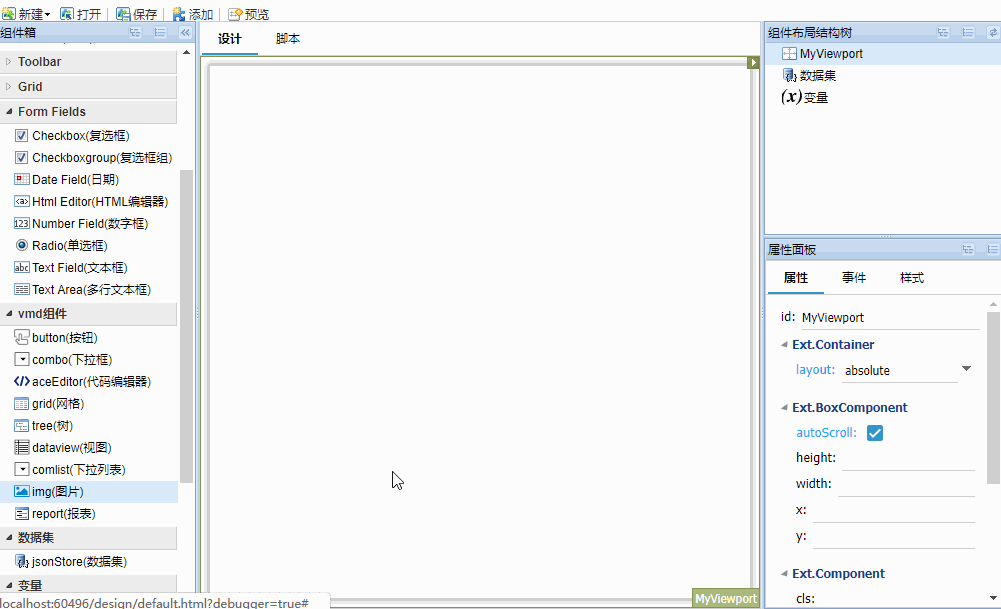 新建 打开 保存 添加 预览
组件箱
Toolbar
Grid
Form Fields
Checkbox(复选框)
Checkboxgroup(复选框组)
Date Field(日期)
Html Editor(HTML编辑器)
Number Field(数字框)
Radio(单选框)
Text Field(文本框)
Text Area(多行文本框)
vmd组件
button(按钮)
combo(下拉框)
aceEditor(代码编辑器)
grid(网格)
tree(树)
dataview(视图)
comlist(下拉列表)
img(图片)
report(报表)
数据集
jsonStore(数据集)
变量
localhost:60496/design/default.html?debugger=true#
设计 脚本
MyViewport
组件布局结构树
MyViewport
数据集
(x)变量
属性面板
属性 事件 样式
id: MyViewport
Ext.Container
layout: absolute
Ext.BoxComponent
autoScroll:
height:
width:
x:
y:
Ext.Component
cls: